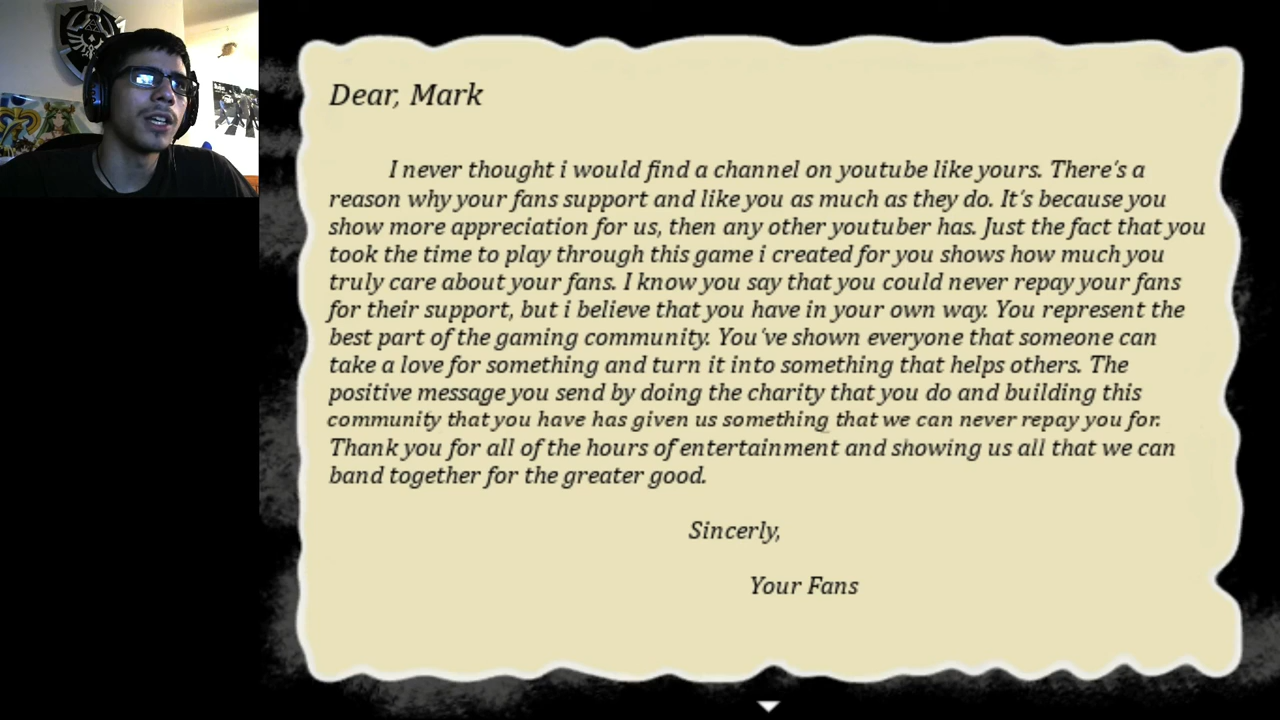 Dear, Mark
I never thought i would find a channel on youtube like yours. There's a
reason why your fans support and like you as much as they do. It's because you
show more appreciation for us, then any other youtuber has. Just the fact that you
took the time to play through this game i created for you shows how much you
truly care about your fans. I know you say that you could never repay your fans
for their support, but i believe that you have in your own way. You represent the
best part of the gaming community. You've shown everyone that someone can
take a love for something and turn it into something that helps others. The
positive message you send by doing the charity that you do and building this
community that you have has given us something that we can never repay you for.
Thank you for all of the hours of entertainment and showing us all that we can
band together for the greater good.
Sincerly,
Your Fans